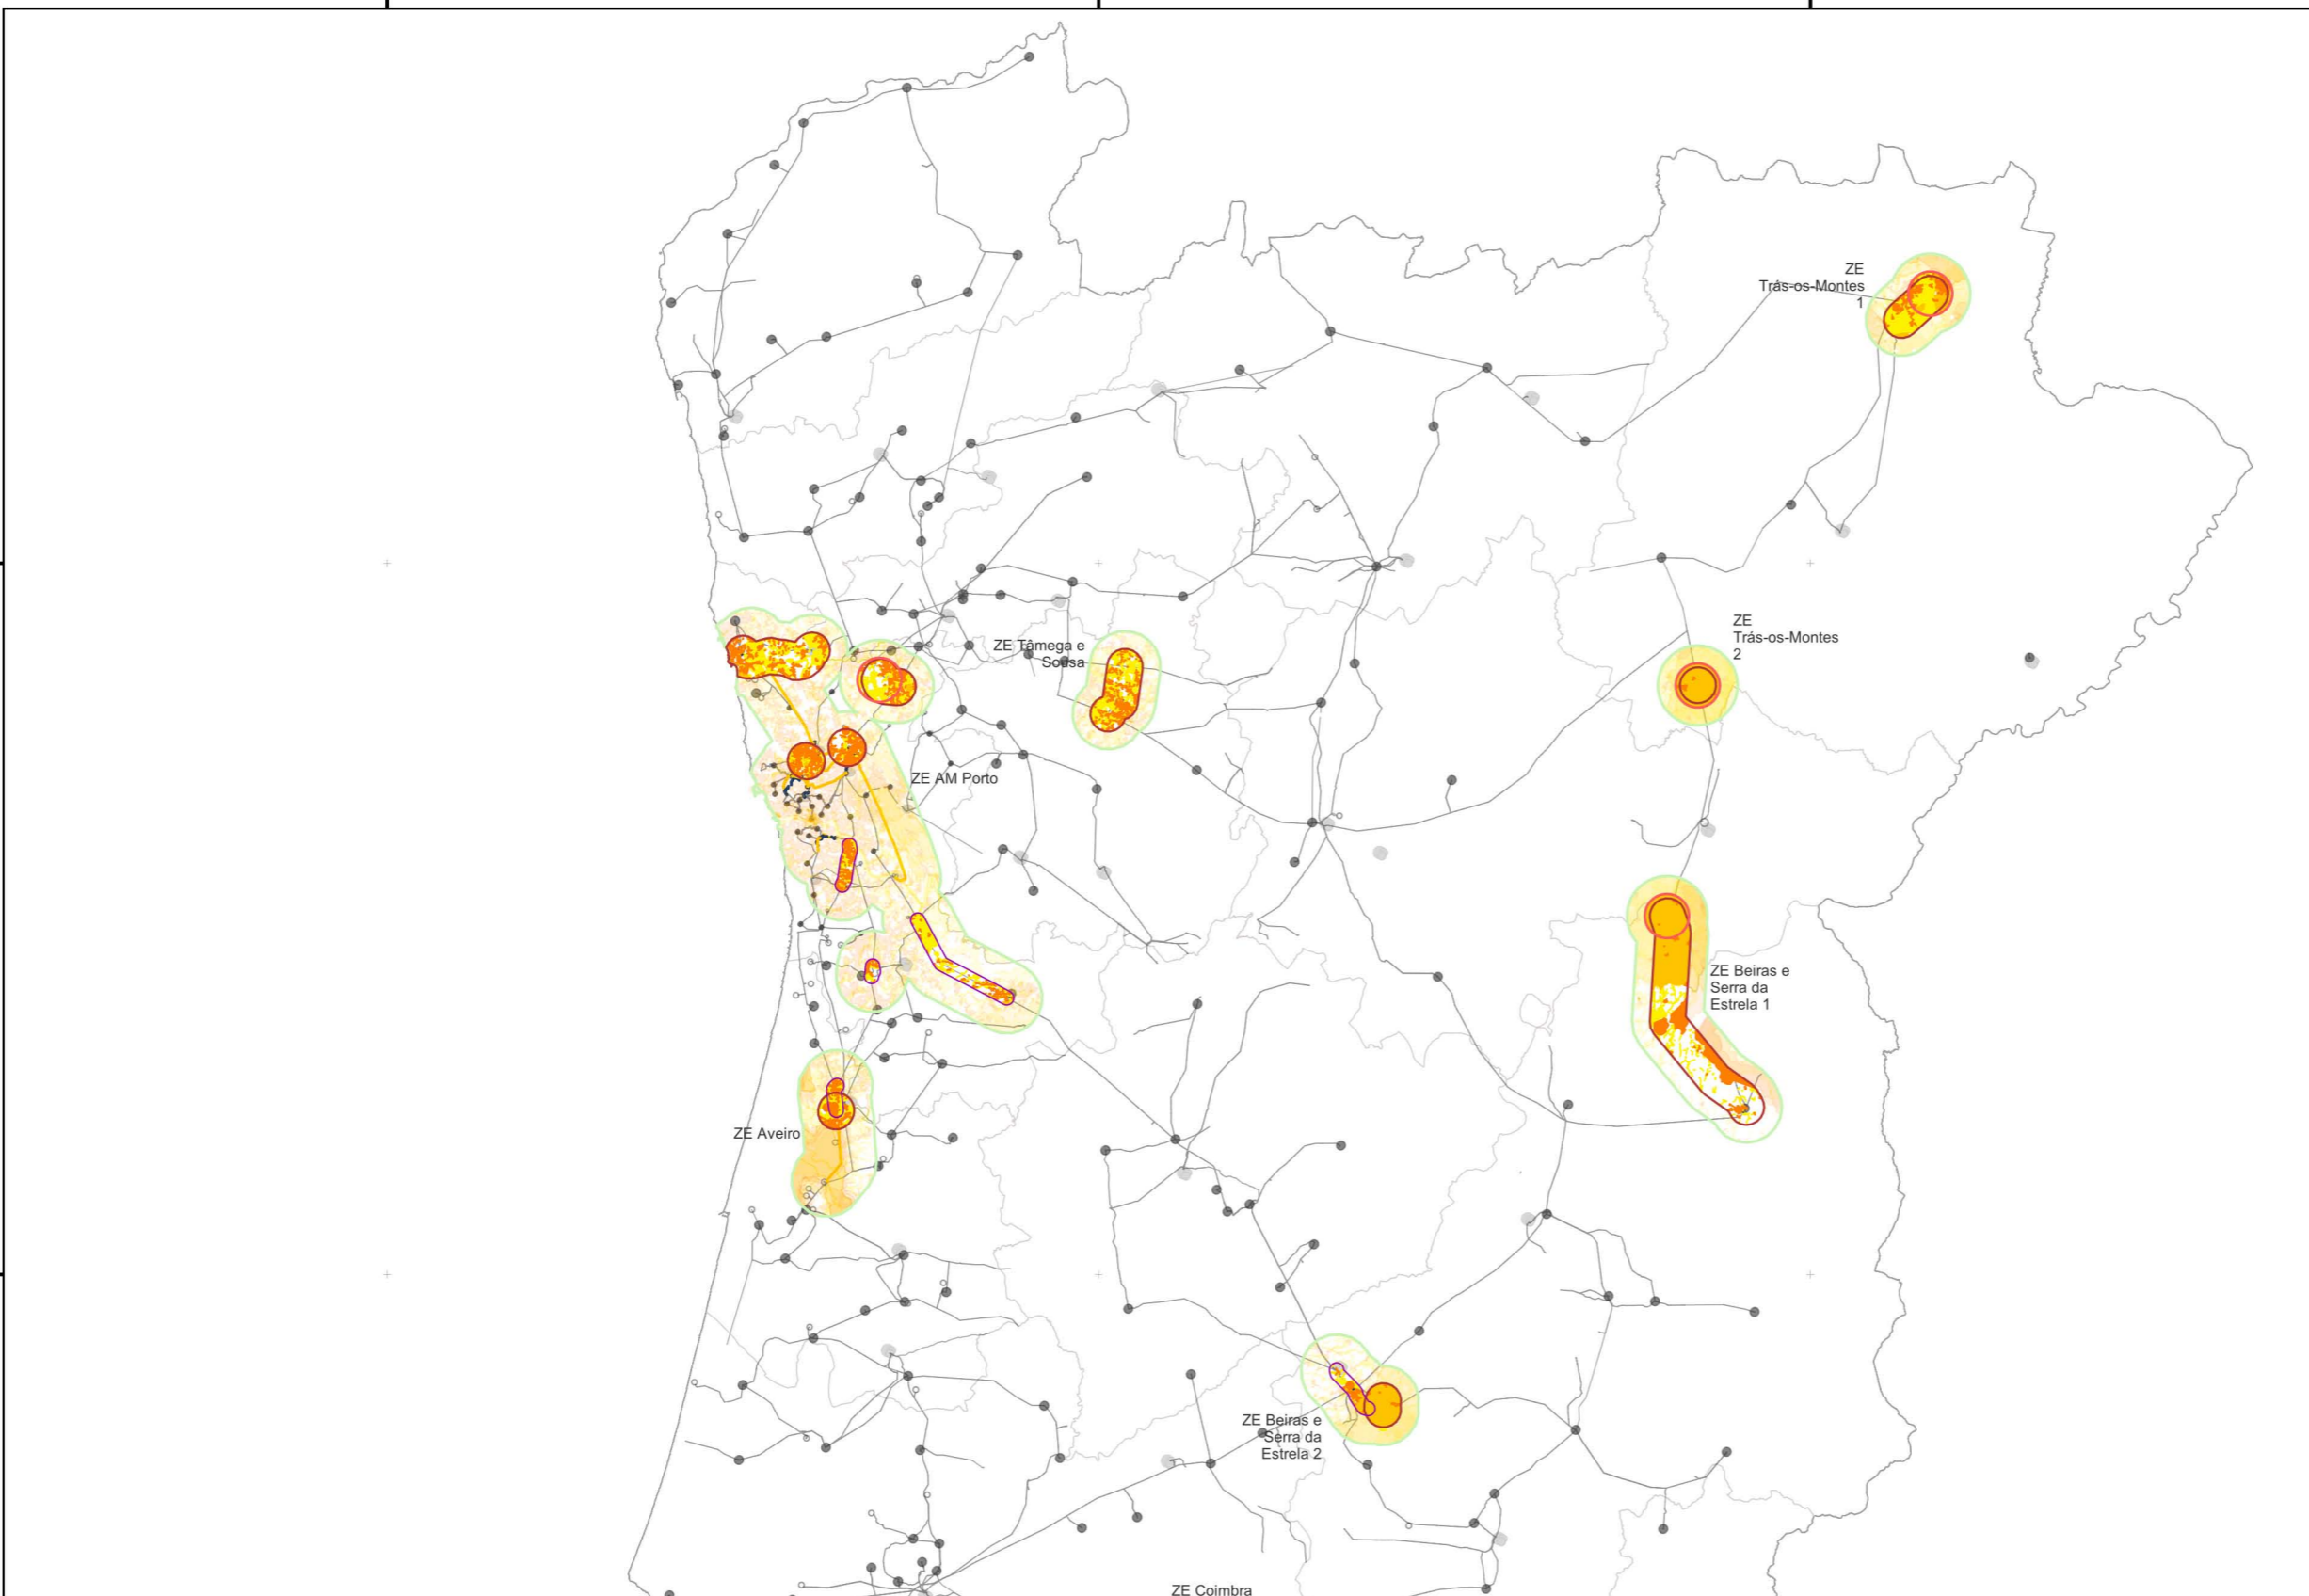 ZE
Trás-os-Montes
1
ZE
Trás-os-Montes
2
ZE Tâmega e
Sousa
ZE AM Porto
ZE Beiras e
Serra da
Estrela 1
ZE Aveiro
ZE Beiras e
Serra da
Estrela 2
ZE Coimbra